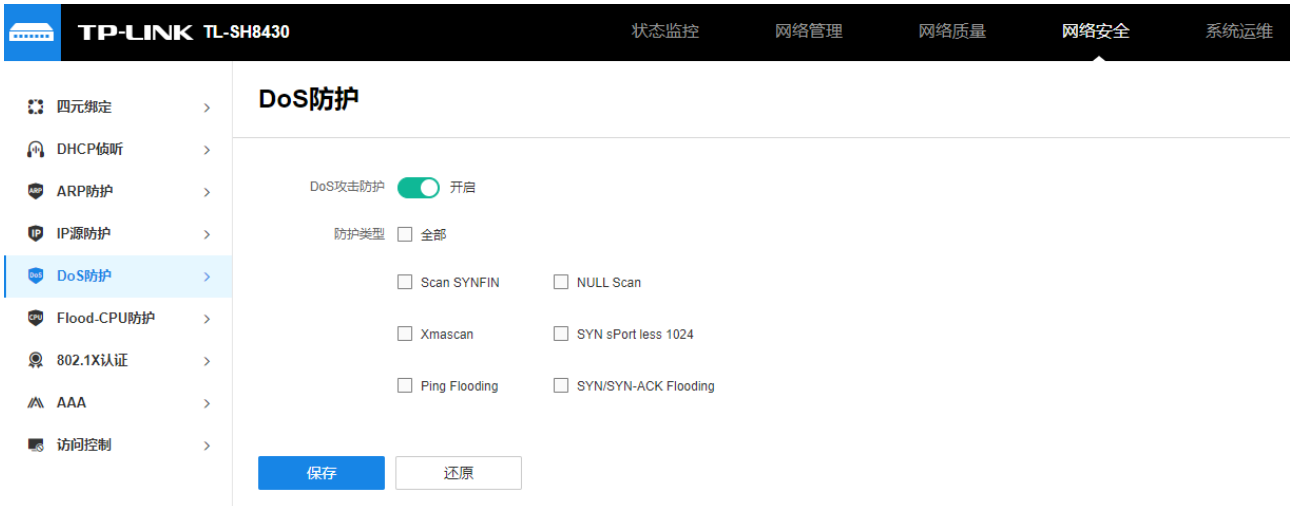 TP-LINK TL-SH8430 状态监控 网络管理 网络质量 网络安全 系统运维
四元绑定
DHCP侦听
ARP ARP防护
IP IP源防护
DoS DoS防护
CPU Flood-CPU防护
802.1X认证
AAA
访问控制
DoS防护
DoS攻击防护 开启
防护类型 全部
Scan SYNFIN NULL Scan
Xmascan SYN sPort less 1024
Ping Flooding SYN/SYN-ACK Flooding
保存 还原